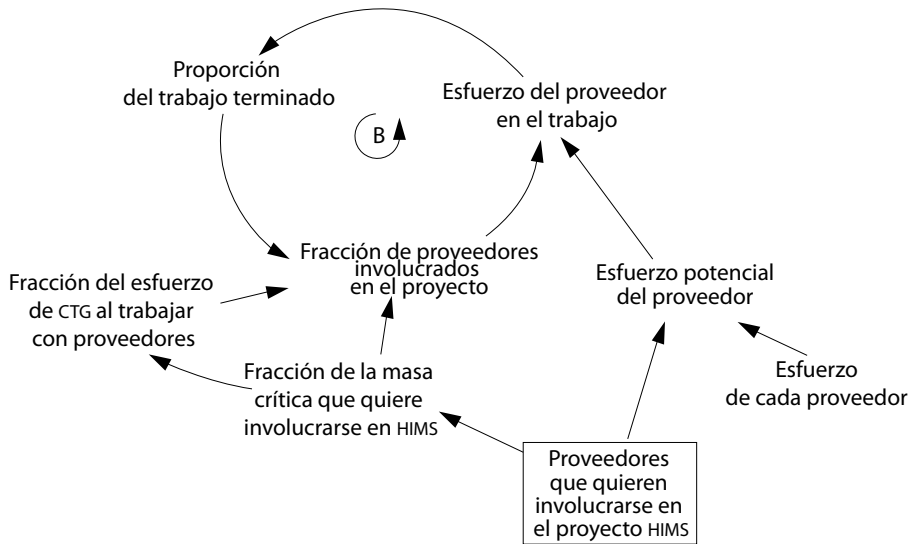 Proporción
del trabajo terminado
Esfuerzo del proveedor
en el trabajo
B
Fracción de proveedores
involucrados
en el proyecto
Fracción del esfuerzo
de CTG al trabajar
con proveedores
Esfuerzo potencial
del proveedor
Fracción de la masa
crítica que quiere
involucrarse en HIMS
Esfuerzo
de cada proveedor
Proveedores
que quieren
involucrarse en
el proyecto HIMS